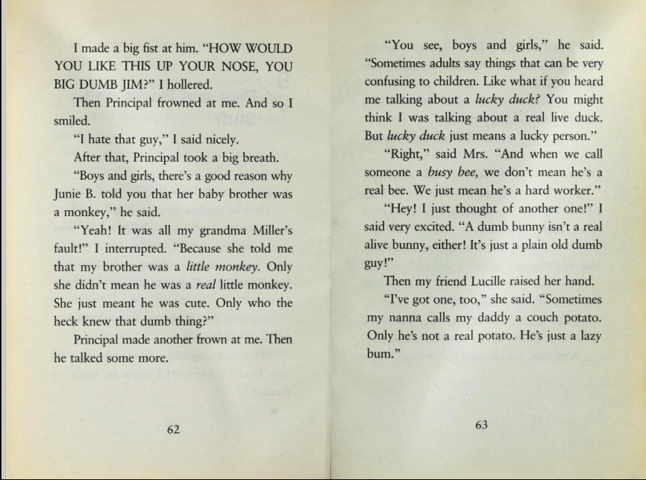 I made a big fist at him. “HOW WOULD
YOU LIKE THIS UP YOUR NOSE, YOU
BIG DUMB JIM?” I hollered.
Then Principal frowned at me. And so I
smiled.
“I hate that guy,” I said nicely.
After that, Principal took a big breath.
“Boys and girls, there’s a good reason why
Junie B. told you that her baby brother was
a monkey,” he said.
“Yeah! It was all my grandma Miller’s
fault!” I interrupted. “Because she told me
that my brother was a little monkey. Only
she didn’t mean he was a real little monkey.
She just meant he was cute. Only who the
heck knew that dumb thing?”
Principal made another frown at me. Then
he talked some more.
62
“You see, boys and girls,” he said.
“Sometimes adults say things that can be very
confusing to children. Like what if you heard
me talking about a lucky duck? You might
think I was talking about a real live duck.
But lucky duck just means a lucky person.”
“Right,” said Mrs. “And when we call
someone a busy bee, we don’t mean he’s a
real bee. We just mean he’s a hard worker.”
“Hey! I just thought of another one!” I
said very excited. “A dumb bunny isn’t a real
alive bunny, either! It’s just a plain old dumb
guy!”
Then my friend Lucille raised her hand.
“I’ve got one, too,” she said. “Sometimes
my nanna calls my daddy a couch potato.
Only he’s not a real potato. He’s just a lazy
bum.”
63